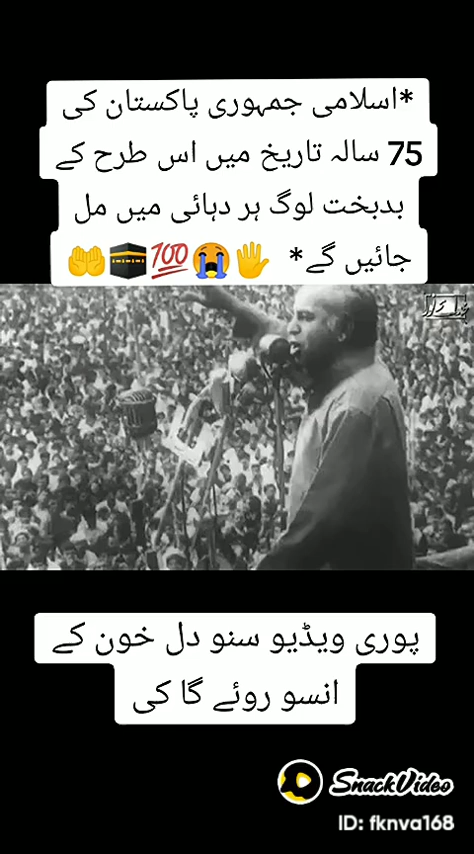 *اسلامی جمہوری پاکستان کی
75 سالہ تاریخ میں اس طرح کے
بدبخت لوگ ہر دہائی میں مل
جائیں گے* 🖐😭💯🕋🤲
پوری ویڈیو سنو دل خون کے
انسو روئے گا کی
SnackVideo
ID: fknva168